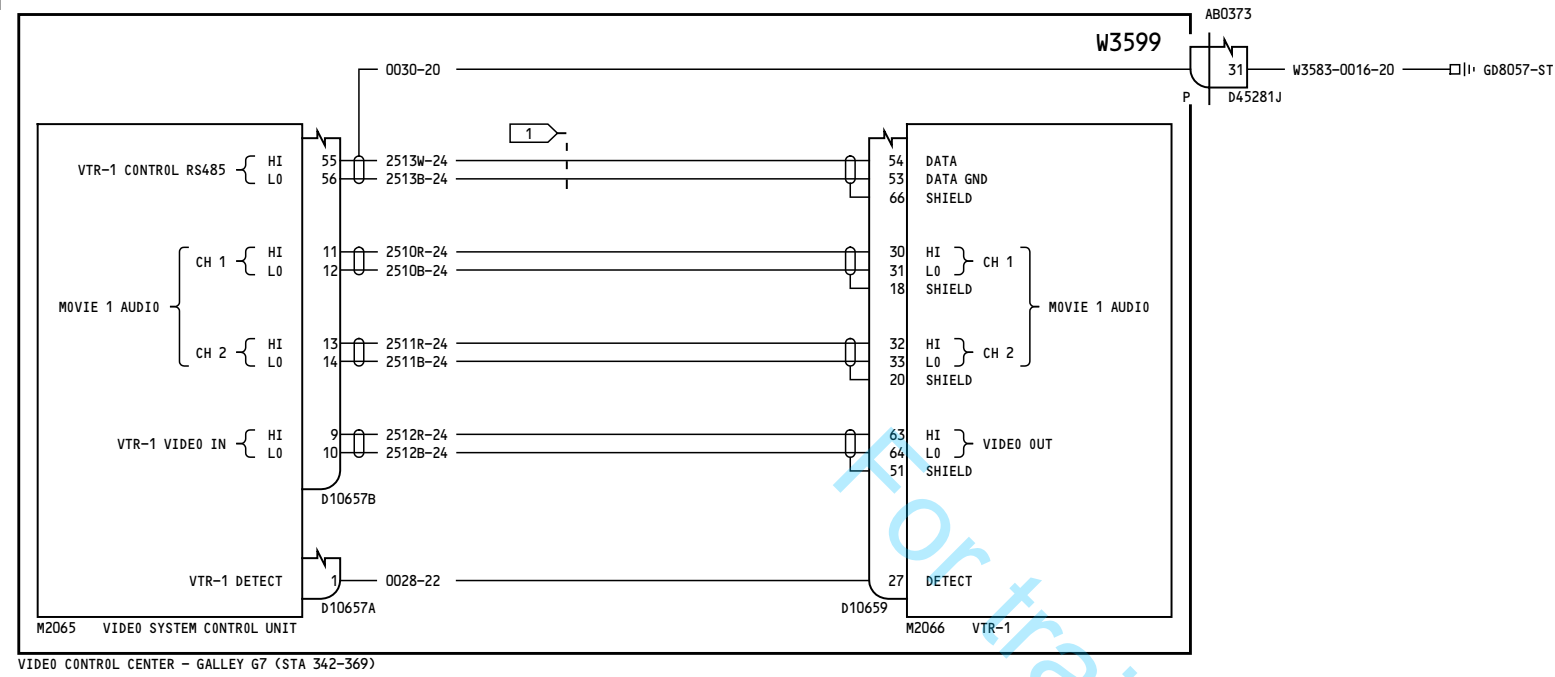 AB0373
W3599
0030-20
31
W3583-0016-20
GD8057-ST
P
D45281J
1
VTR-1 CONTROL RS485
HI
55
2513W-24
54
DATA
LO
56
2513B-24
53
DATA GND
66
SHIELD
MOVIE 1 AUDIO
CH 1
HI
11
2510R-24
30
HI
CH 1
LO
12
2510B-24
31
LO
18
SHIELD
MOVIE 1 AUDIO
CH 2
HI
13
2511R-24
32
HI
CH 2
LO
14
2511B-24
33
LO
20
SHIELD
VTR-1 VIDEO IN
HI
9
2512R-24
63
HI
VIDEO OUT
LO
10
2512B-24
64
LO
51
SHIELD
D10657B
VTR-1 DETECT
1
0028-22
27
DETECT
D10657A
D10659
M2065 VIDEO SYSTEM CONTROL UNIT
M2066 VTR-1
VIDEO CONTROL CENTER - GALLEY G7 (STA 342-369)
For